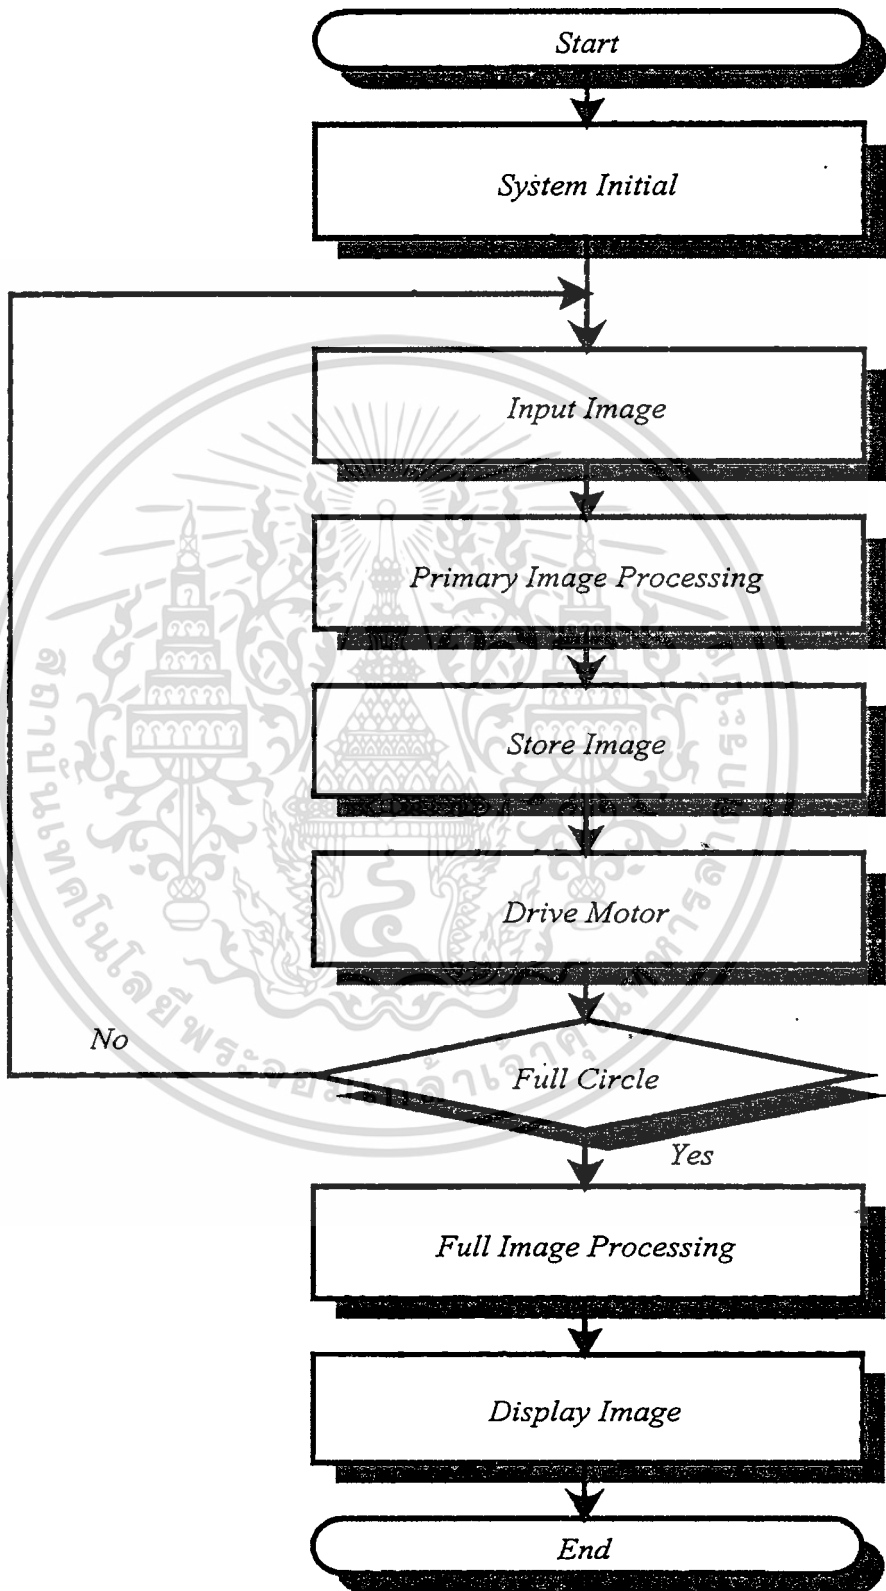 Start
System Initial
Input Image
Primary Image Processing
Store Image
Drive Motor
No
Full Circle
Yes
Full Image Processing
Display Image
End